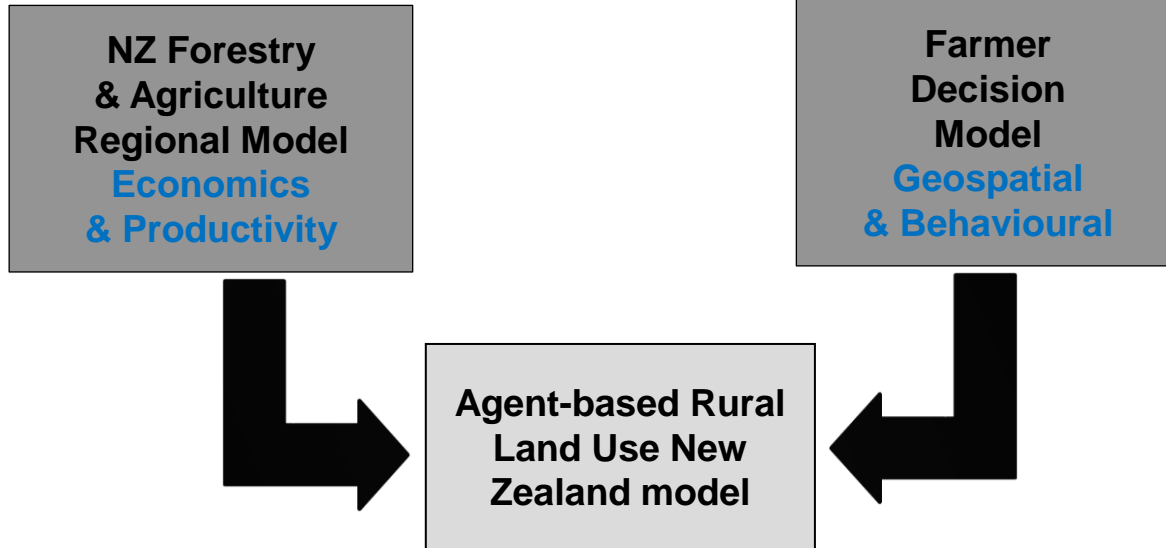 NZ Forestry
& Agriculture
Regional Model
Economics
& Productivity
Farmer
Decision
Model
Geospatial
& Behavioural
Agent-based Rural
Land Use New
Zealand model